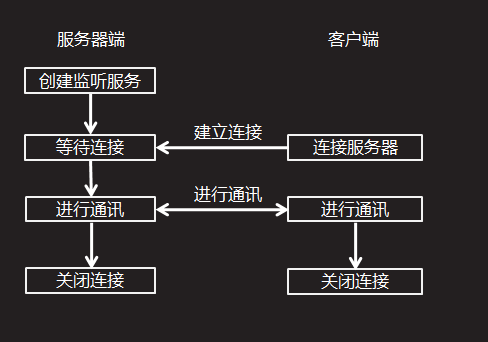 服务器端
客户端
创建监听服务
建立连接
等待连接
连接服务器
进行通讯
进行通讯
进行通讯
关闭连接
关闭连接